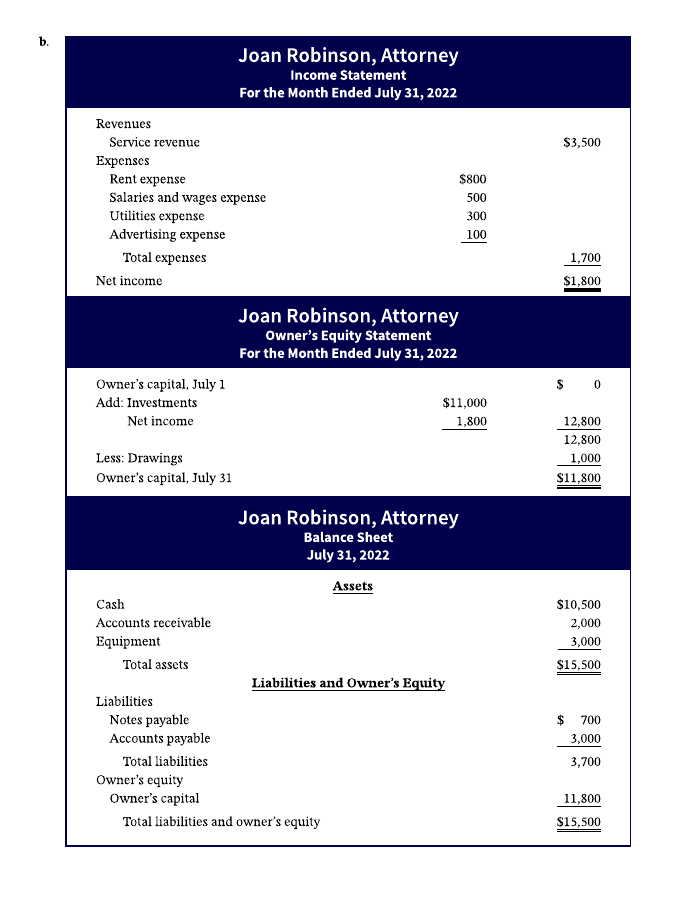 b.
Joan Robinson, Attorney
Income Statement
For the Month Ended July 31, 2022
Revenues
Service revenue $3,500
Expenses
Rent expense $800
Salaries and wages expense 500
Utilities expense 300
Advertising expense 100
Total expenses 1,700
Net income $1,800
Joan Robinson, Attorney
Owner's Equity Statement
For the Month Ended July 31, 2022
Owner's capital, July 1 $ 0
Add: Investments $11,000
Net income 1,800 12,800
12,800
Less: Drawings 1,000
Owner's capital, July 31 $11,800
Joan Robinson, Attorney
Balance Sheet
July 31, 2022
Assets
Cash $10,500
Accounts receivable 2,000
Equipment 3,000
Total assets $15,500
Liabilities and Owner's Equity
Liabilities
Notes payable $ 700
Accounts payable 3,000
Total liabilities 3,700
Owner's equity
Owner's capital 11,800
Total liabilities and owner's equity $15,500